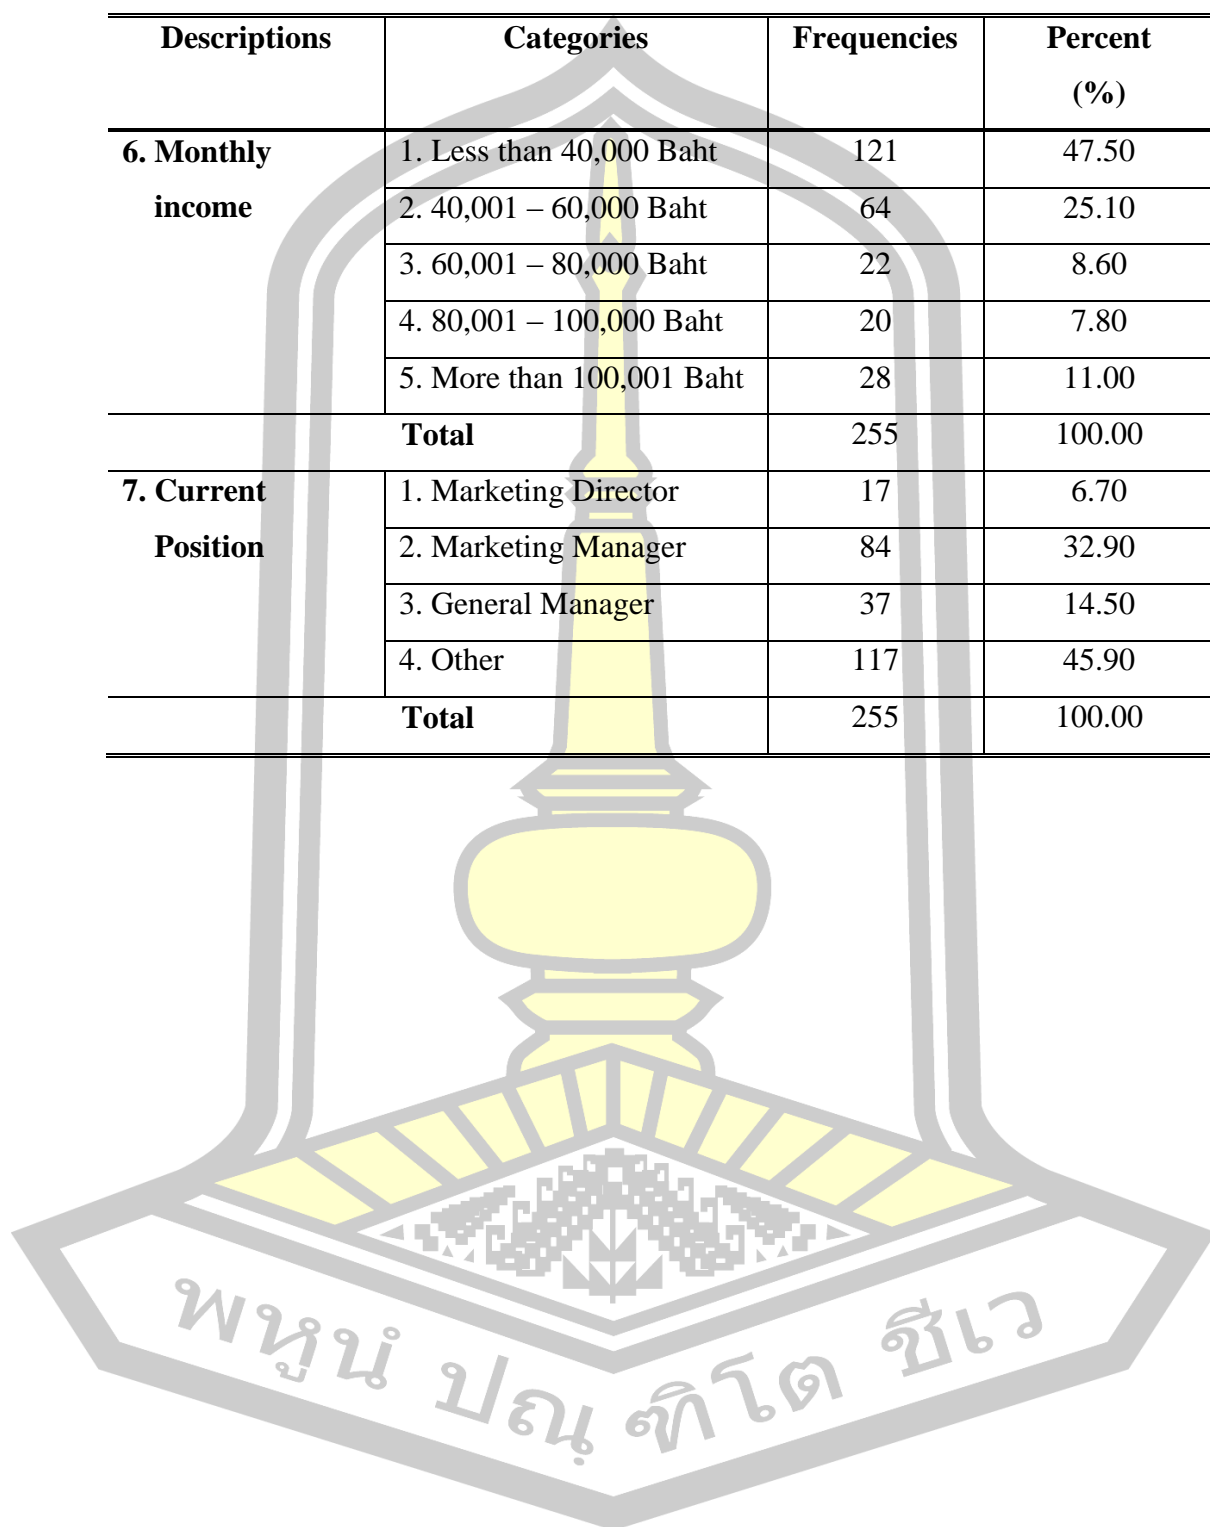 Descriptions Categories Frequencies Percent
(%)
6. Monthly 1. Less than 40,000 Baht 121 47.50
income 2. 40,001 – 60,000 Baht 64 25.10
3. 60,001 – 80,000 Baht 22 8.60
4. 80,001 – 100,000 Baht 20 7.80
5. More than 100,001 Baht 28 11.00
Total 255 100.00
7. Current 1. Marketing Director 17 6.70
Position 2. Marketing Manager 84 32.90
3. General Manager 37 14.50
4. Other 117 45.90
Total 255 100.00
พหูนํ ปณฺฑิโต ชีเว